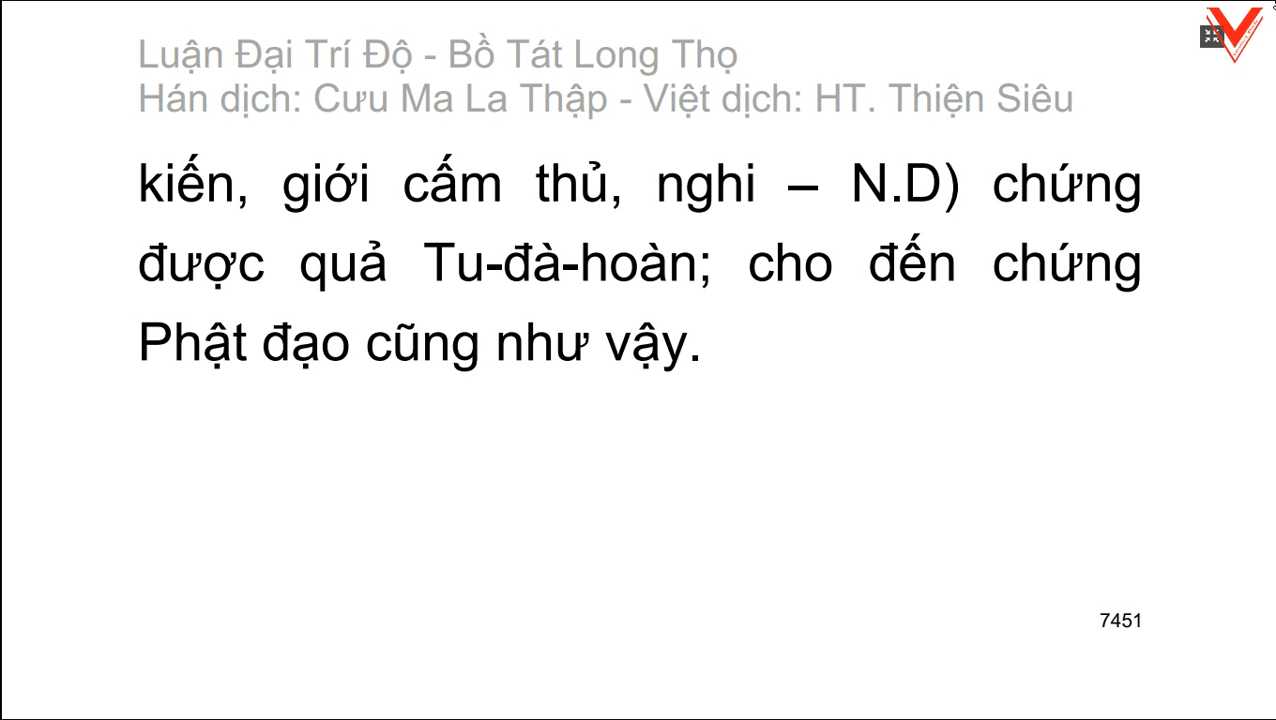 Luận Đại Trí Độ - Bồ Tát Long Thọ
Hán dịch: Cưu Ma La Thập - Việt dịch: HT. Thiện Siêu
kiến, giới cấm thủ, nghi – N.D) chứng
được quả Tu-đà-hoàn; cho đến chứng
Phật đạo cũng như vậy.
7451